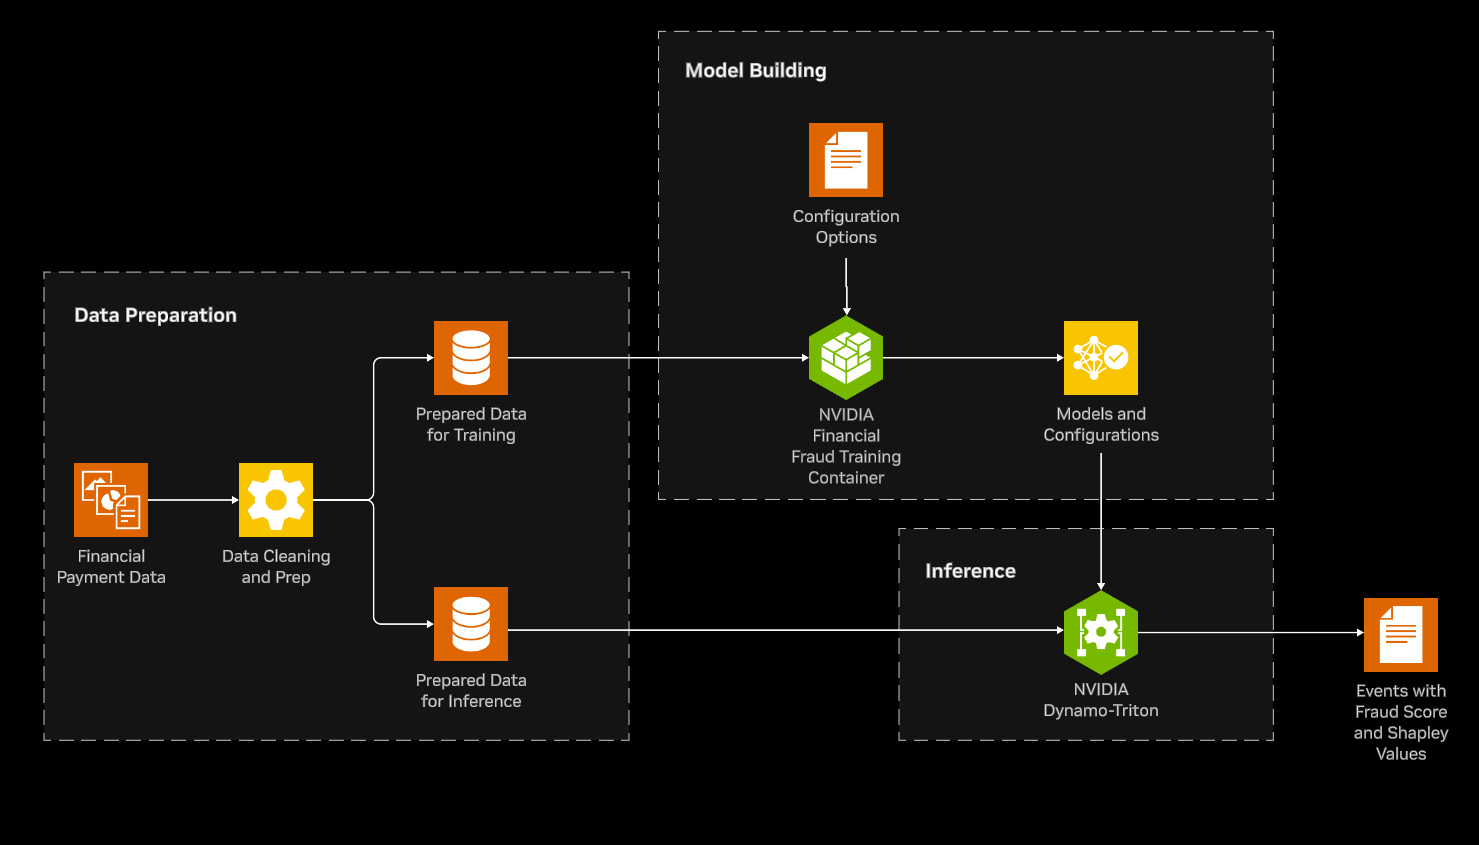 Model Building
Configuration
Options
Data Preparation
Prepared Data
for Training
NVIDIA
Financial
Fraud Training
Container
Models and
Configurations
Financial
Payment Data
Data Cleaning
and Prep
Inference
Prepared Data
for Inference
NVIDIA
Dynamo-Triton
Events with
Fraud Score
and Shapley
Values